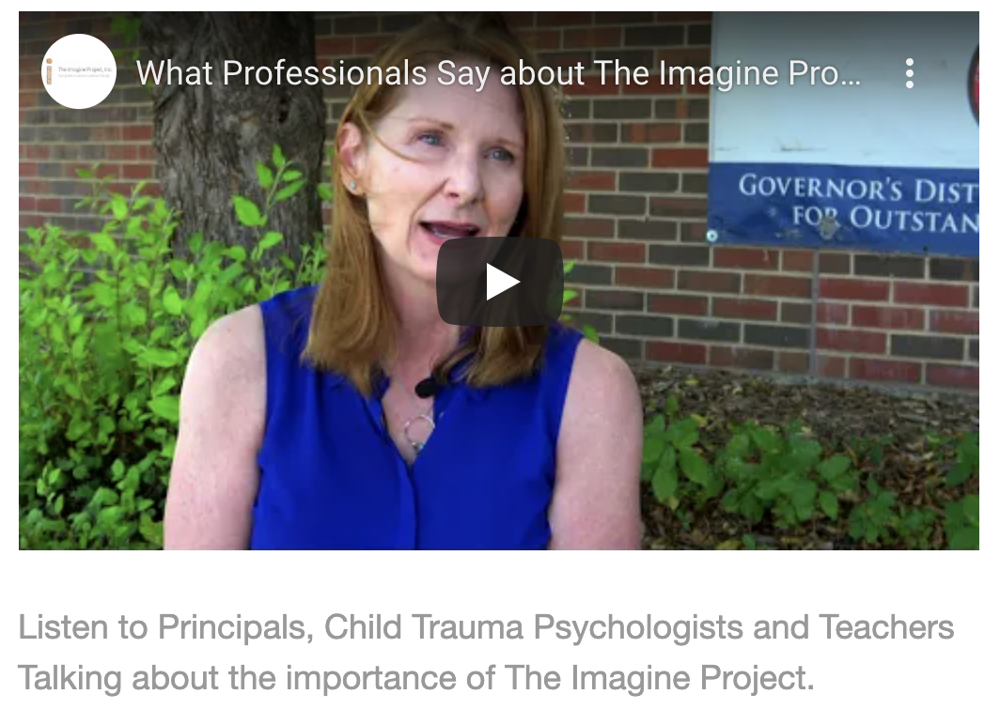 The Imagine Project, Inc.
What Professionals Say about The Imagine Pro...
GOVERNOR'S DIST
FOR OUTSTAN
Listen to Principals, Child Trauma Psychologists and Teachers
Talking about the importance of The Imagine Project.